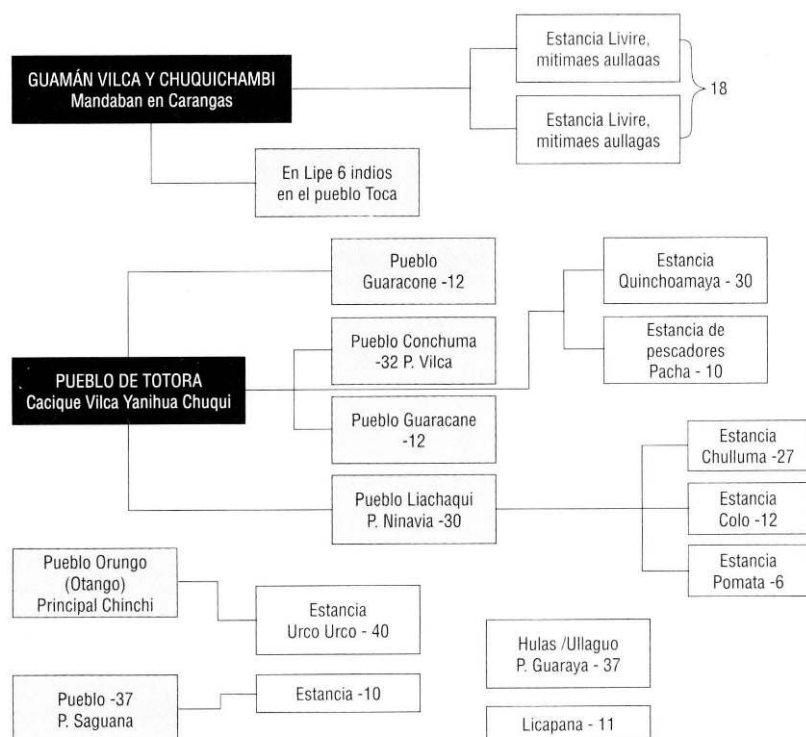 GUAMÁN VILCA Y CHUQUICHAMBI
Mandaban en Carangas
Estancia Livire,
mitimaes aullagas
Estancia Livire,
mitimaes aullagas
18
En Lipe 6 indios
en el pueblo Toca
Pueblo
Guaracone -12
Estancia
Quinchoamaya - 30
Pueblo Conchuma
-32 P. Vilca
Estancia de
pescadores
Pacha - 10
PUEBLO DE TOTORA
Cacique Vilca Yanihua Chuqui
Pueblo Guaracane
-12
Pueblo Liachaqui
P. Ninavia -30
Estancia
Chulluma -27
Estancia
Colo -12
Estancia
Pomata -6
Pueblo Orungo
(Otango)
Principal Chinchi
Estancia
Urco Urco - 40
Hulas /Ullaguo
P. Guaraya - 37
Pueblo -37
P. Saguana
Estancia -10
Licapana - 11